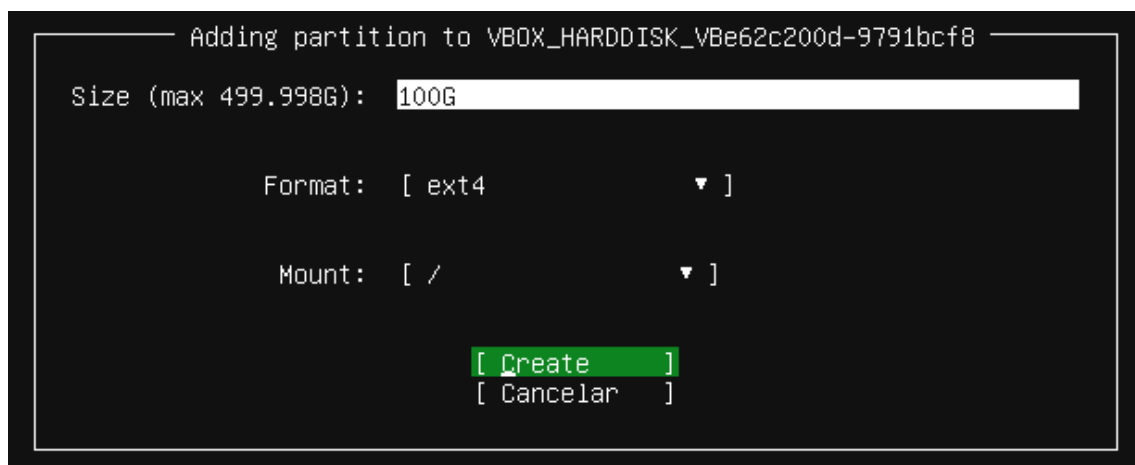 Adding partition to VBOX_HARDDISK_VBe62c200d-9791bcf8
Size (max 499.998G): 100G
Format: [ ext4 ▾ ]
Mount: [ / ▾ ]
[ Create ]
[ Cancelar ]